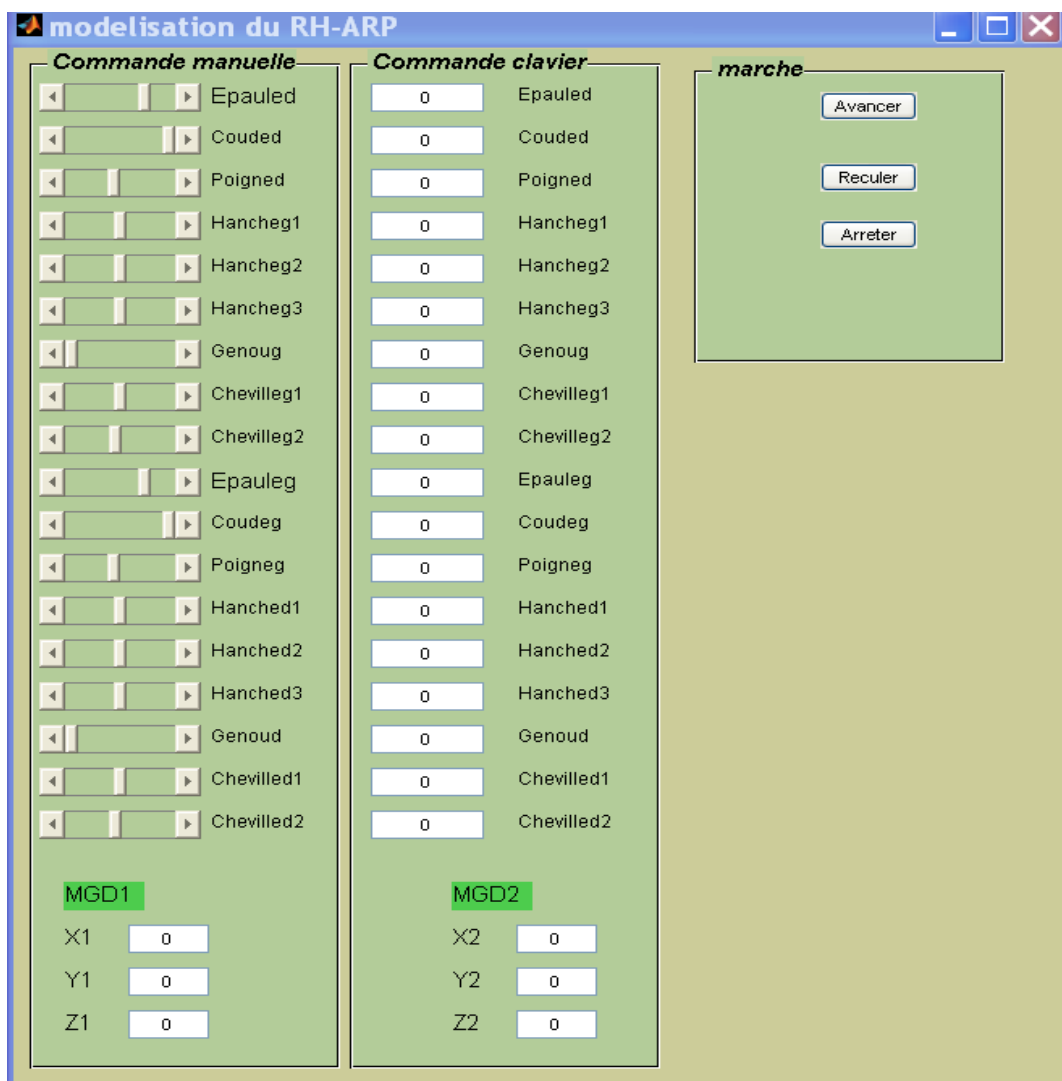 modelisation du RH-ARP
Commande manuelle
Epauled
Couded
Poigned
Hancheg1
Hancheg2
Hancheg3
Genoug
Chevilleg1
Chevilleg2
Epauleg
Coudeg
Poigneg
Hanched1
Hanched2
Hanched3
Genoud
Chevilled1
Chevilled2
MGD1
X1 0
Y1 0
Z1 0
Commande clavier
0 Epauled
0 Couded
0 Poigned
0 Hancheg1
0 Hancheg2
0 Hancheg3
0 Genoug
0 Chevilleg1
0 Chevilleg2
0 Epauleg
0 Coudeg
0 Poigneg
0 Hanched1
0 Hanched2
0 Hanched3
0 Genoud
0 Chevilled1
0 Chevilled2
MGD2
X2 0
Y2 0
Z2 0
marche
Avancer
Reculer
Arreter